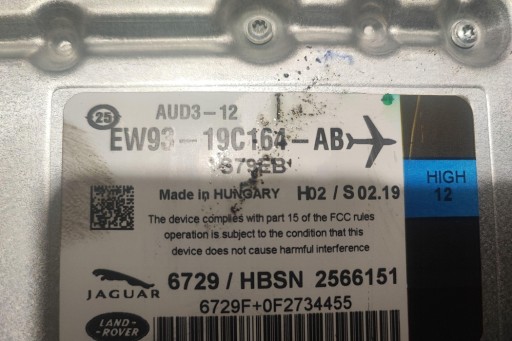 25
AUD3-12
EW93-19C164-AB
Made in HUNGARY H02 / S 02.19
HIGH
12
The device complies with part 15 of the FCC rules
operation is subject to the condition that this
device does not cause harmful interference
6729 / HBSN 2566151
JAGUAR
6729F+0F2734455
LAND-
ROVER